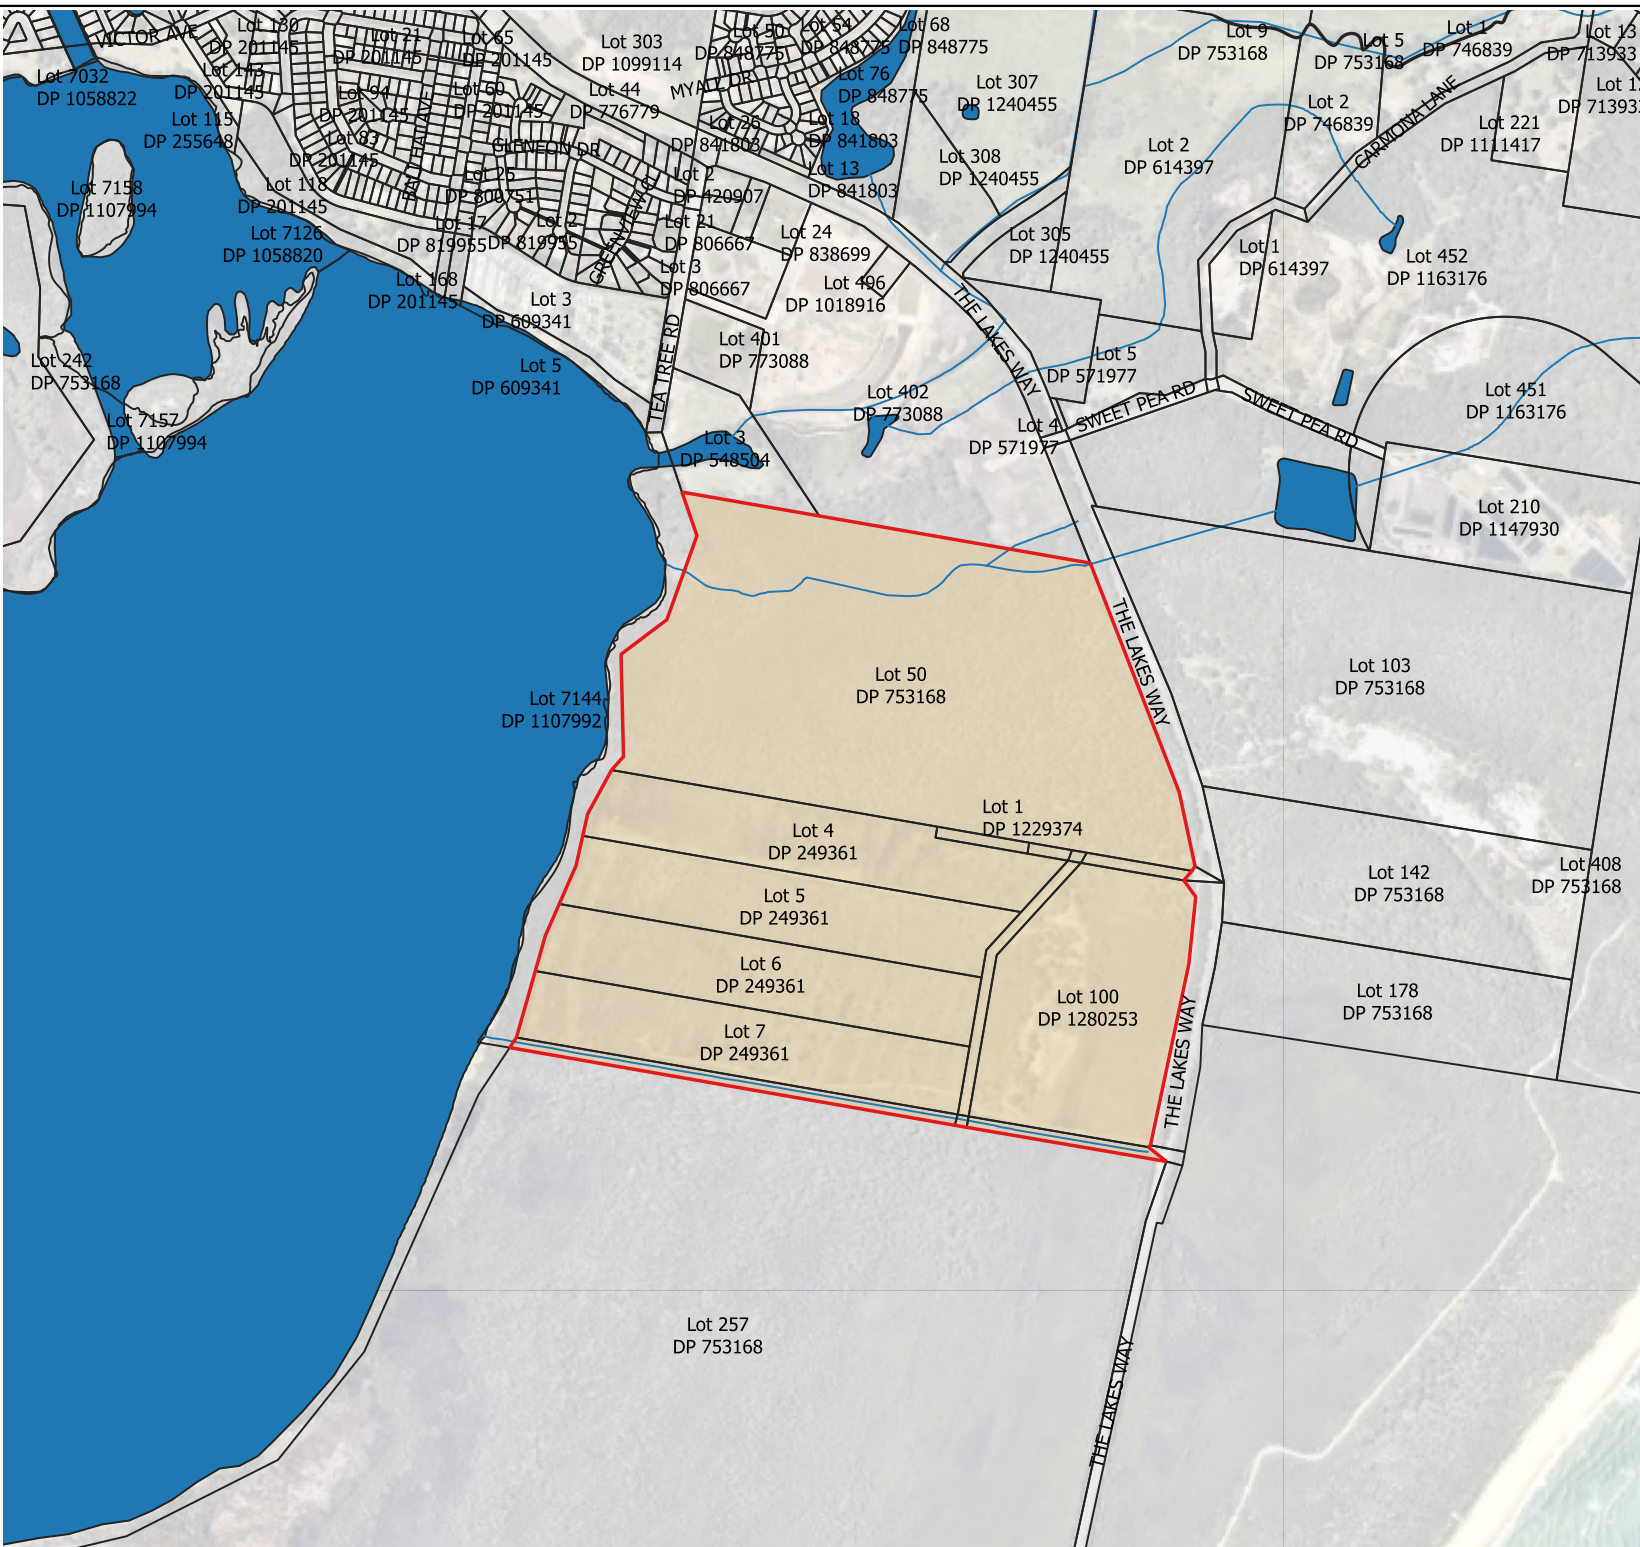 VICTOR AVE
Lot 130
DP 201145
Lot 21
DP 201145
Lot 65
DP 201145
Lot 303
DP 1099114
Lot 50
DP 848775
Lot 54
DP 848775
Lot 68
DP 848775
Lot 9
DP 753168
Lot 5
DP 753168
Lot 1
DP 746839
Lot 13
DP 713933
Lot 7032
DP 1058822
Lot 143
DP 201145
Lot 94
DP 201145
Lot 60
DP 201145
Lot 44
DP 776779
MYALL DR
Lot 76
DP 848775
Lot 307
DP 1240455
Lot 2
DP 746839
CARMONA LANE
Lot 221
DP 1111417
Lot 1
DP 71393
Lot 115
DP 255648
Lot 83
DP 201145
GLENEON DR
Lot 26
DP 841803
Lot 18
DP 841803
Lot 308
DP 1240455
Lot 2
DP 614397
Lot 7158
DP 1107994
Lot 118
DP 201145
Lot 25
DP 800751
Lot 2
DP 420907
Lot 13
DP 841803
Lot 7126
DP 1058820
Lot 17
DP 819955
Lot 2
DP 819955
GREENVIEW CL
Lot 21
DP 806667
Lot 24
DP 838699
Lot 305
DP 1240455
Lot 1
DP 614397
Lot 452
DP 1163176
Lot 168
DP 201145
Lot 3
DP 609341
Lot 3
DP 806667
Lot 496
DP 1018916
THE LAKES WAY
Lot 242
DP 753168
Lot 5
DP 609341
TEA TREE RD
Lot 401
DP 773088
Lot 402
DP 773088
Lot 5
DP 571977
SWEET PEA RD
SWEET PEA RD
Lot 451
DP 1163176
Lot 7157
DP 1107994
Lot 3
DP 548504
Lot 4
DP 571977
Lot 210
DP 1147930
THE LAKES WAY
Lot 7144
DP 1107992
Lot 50
DP 753168
Lot 103
DP 753168
Lot 1
DP 1229374
Lot 4
DP 249361
Lot 142
DP 753168
Lot 408
DP 753168
Lot 5
DP 249361
Lot 6
DP 249361
Lot 100
DP 1280253
Lot 178
DP 753168
Lot 7
DP 249361
THE LAKES WAY
Lot 257
DP 753168
THE LAKES WAY